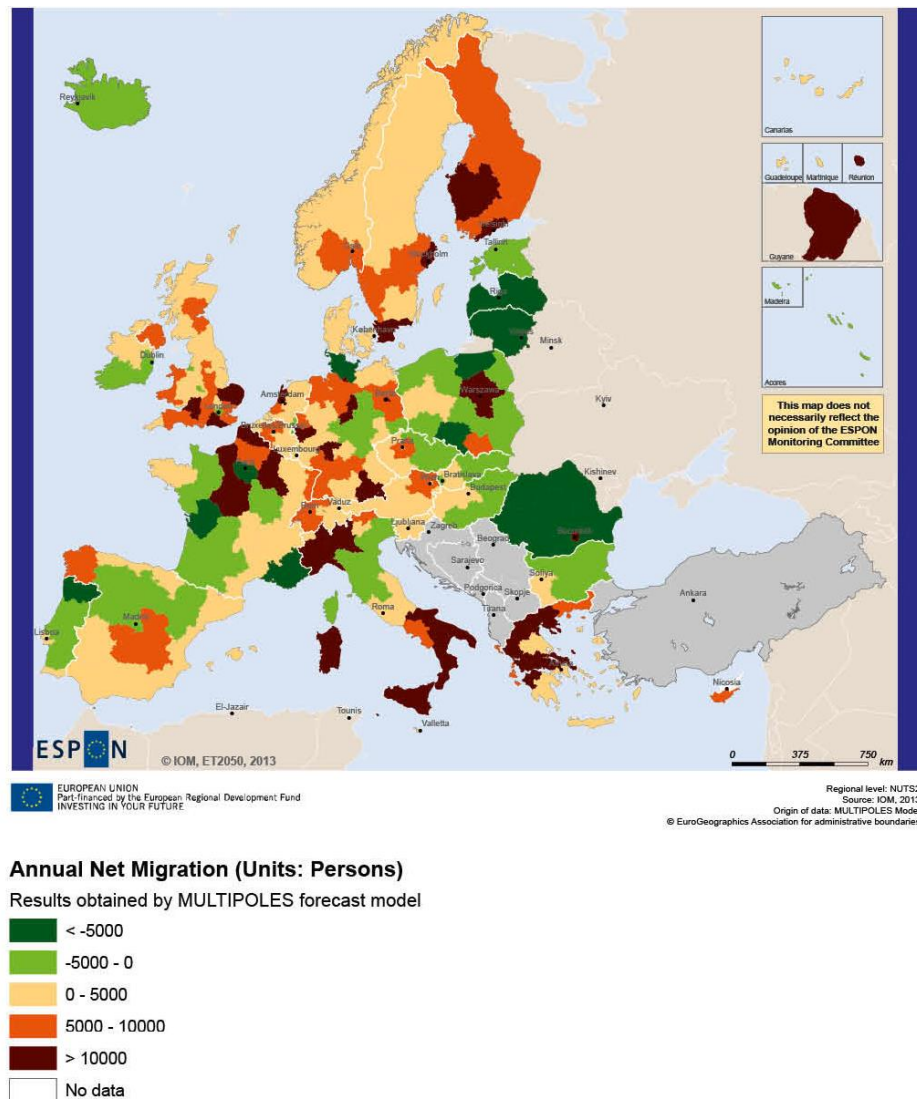 Reykjavík
Canarias
Guadeloupe
Martinique
Réunion
Guyane
Madeira
Acores
This map does not
necessarily reflect the
opinion of the ESPON
Monitoring Committee
Tallinn
Minsk
København
Dublin
Amsterdam
Warszawa
Kyiv
Luxembourg
Praha
Kishinev
Bratislava
Budapest
Vaduz
Ljubljana
Zagreb
Beograd
Sarajevo
Sofiya
Podgorica
Skopje
Tirana
Ankara
Roma
Madrid
Lisboa
Nicosia
El-Jazair
Tounis
Valletta
ESPON
© IOM, ET2050, 2013
0 375 750
km
EUROPEAN UNION
Part-financed by the European Regional Development Fund
INVESTING IN YOUR FUTURE
Regional level: NUTS2
Source: IOM, 2013
Origin of data: MULTIPOLES Mode
© EuroGeographics Association for administrative boundaries
Annual Net Migration (Units: Persons)
Results obtained by MULTIPOLES forecast model
< -5000
-5000 - 0
0 - 5000
5000 - 10000
> 10000
No data